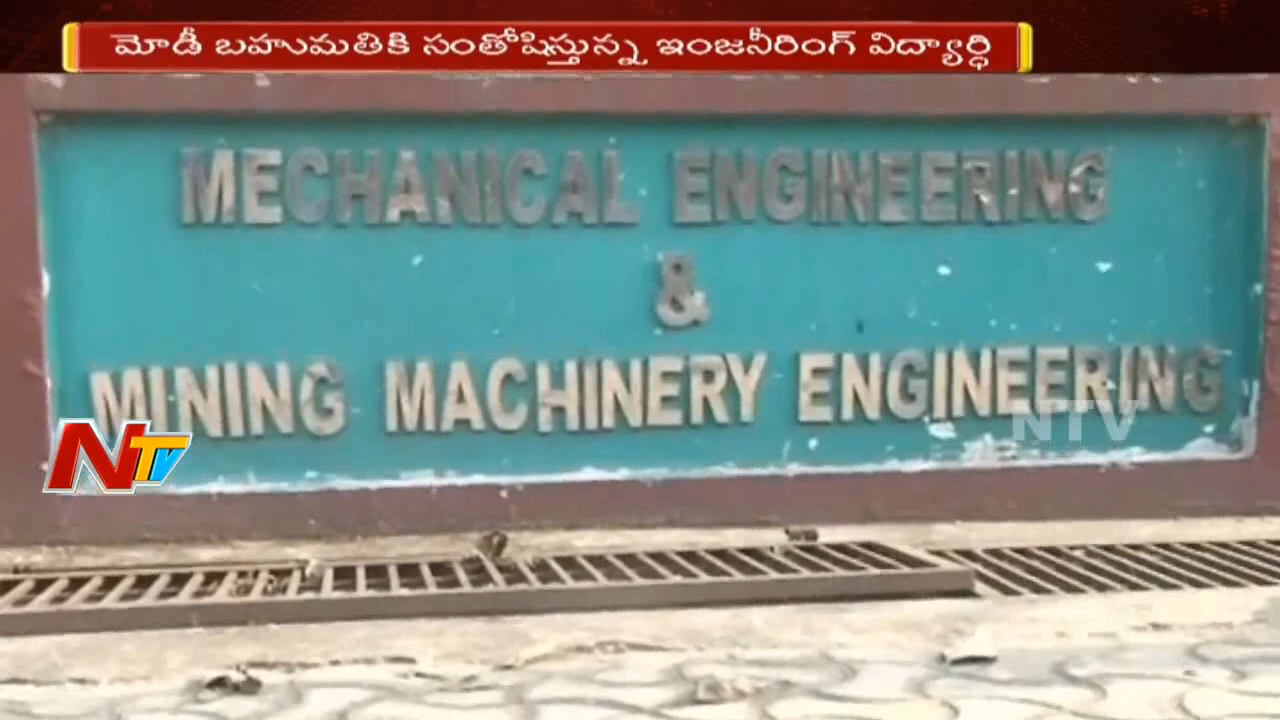 మోడీ బహుమతికి సంతోషిస్తున్న ఇంజనీరింగ్ విద్యార్ధి
MECHANICAL ENGINEERING
&
MINING MACHINERY ENGINEERING
NTV
NTV